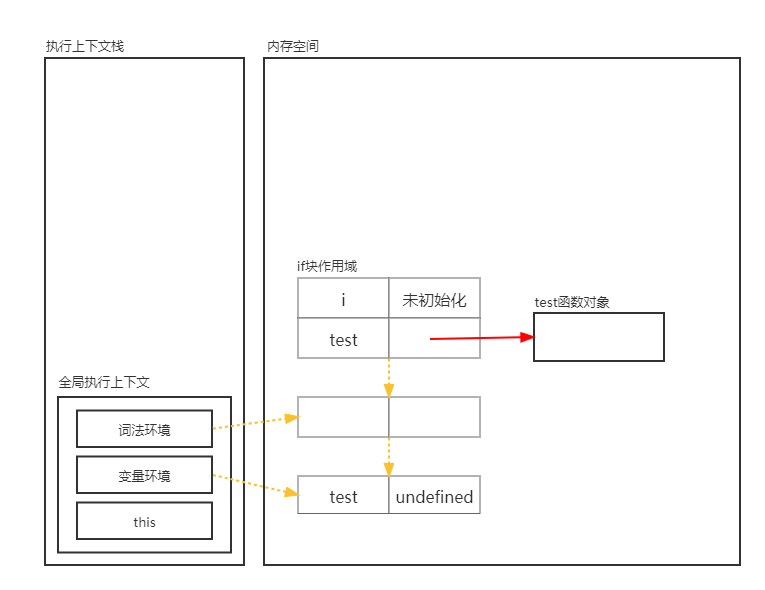 执行上下文栈
内存空间
if块作用域
i
未初始化
test
test函数对象
全局执行上下文
词法环境
变量环境
this
test
undefined